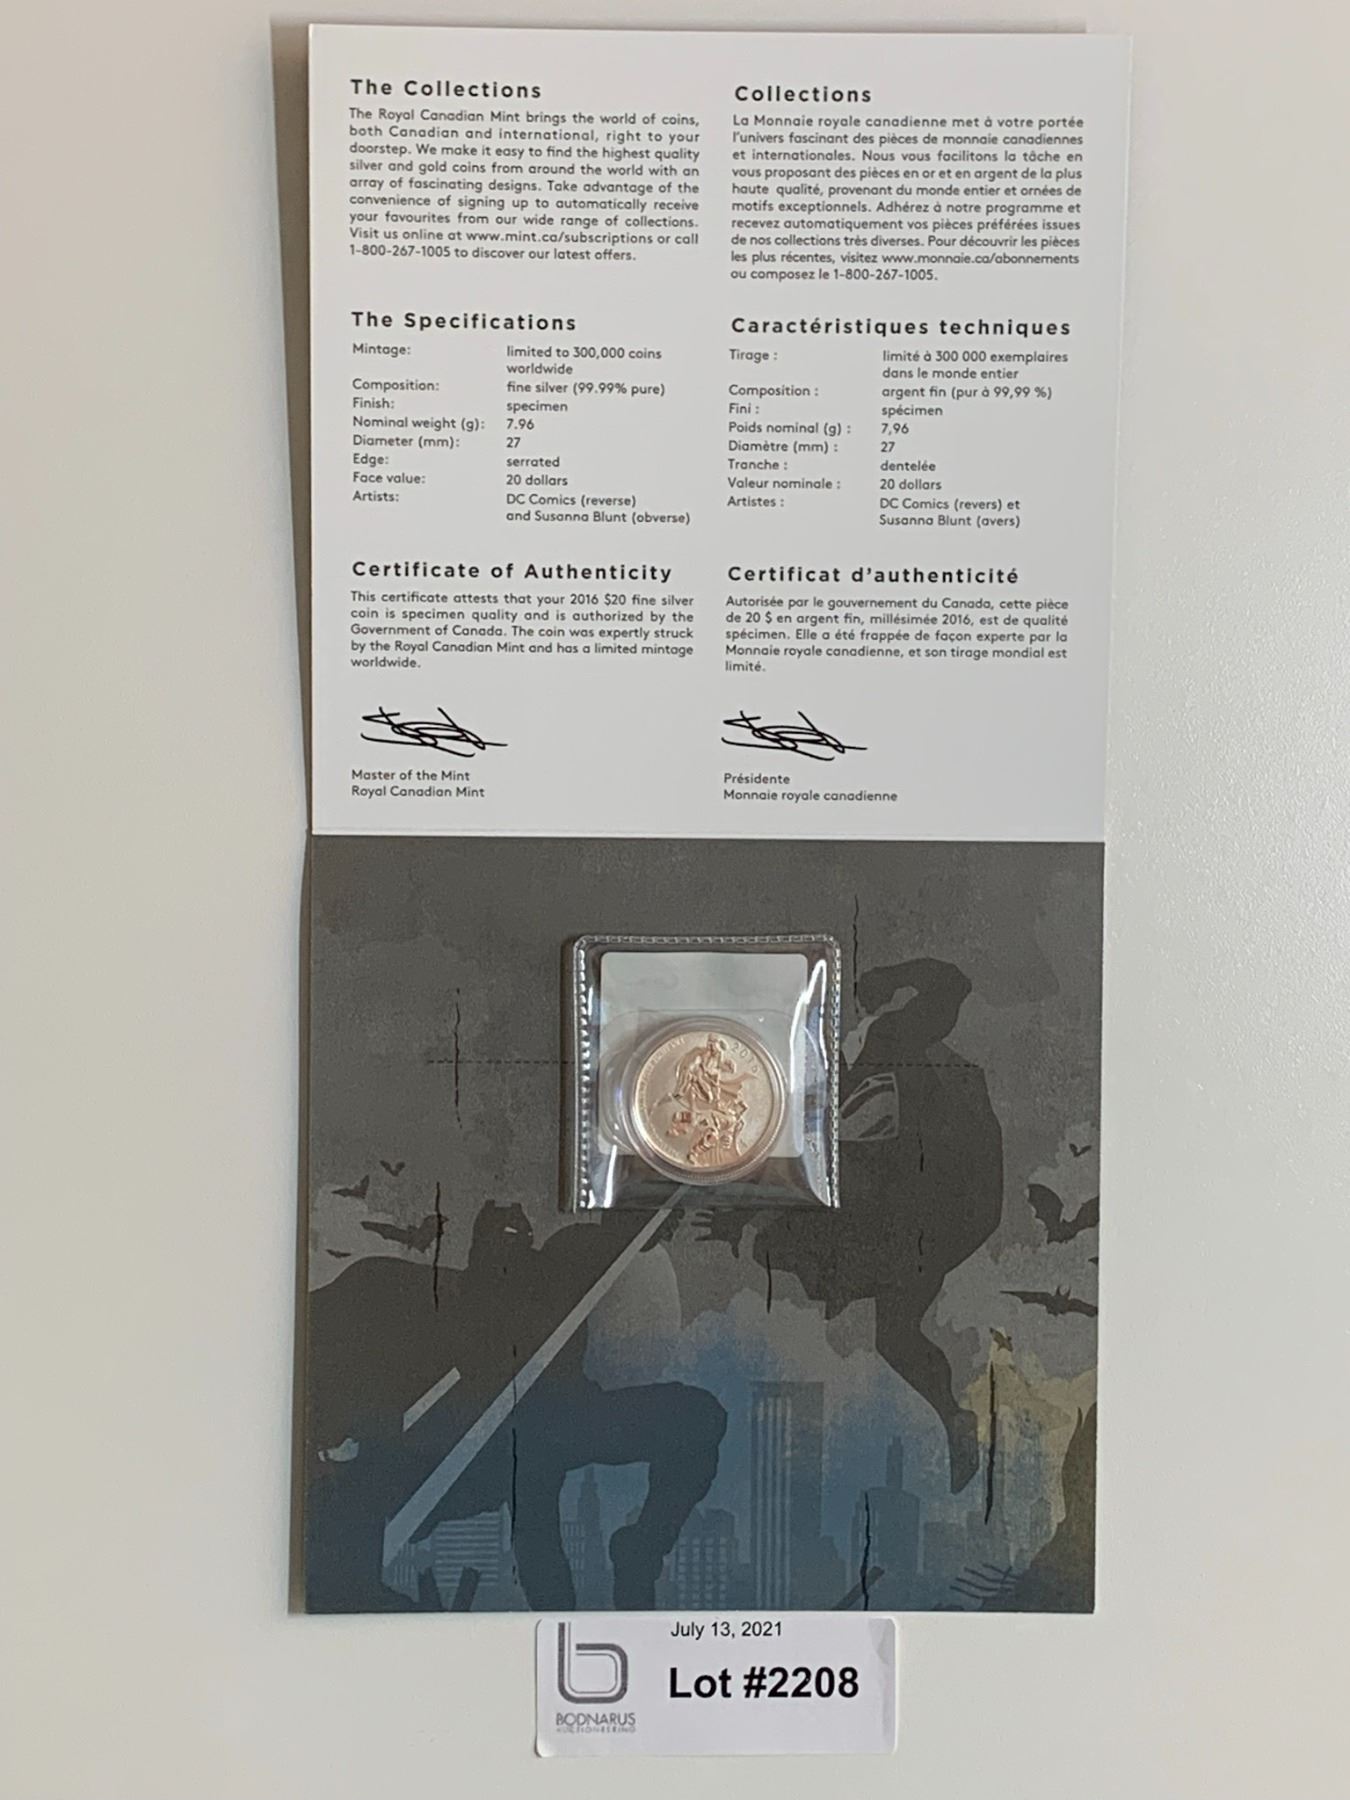 The Collections
The Royal Canadian Mint brings the world of coins,
both Canadian and international, right to your
doorstep. We make it easy to find the highest quality
silver and gold coins from around the world with an
array of fascinating designs. Take advantage of the
convenience of signing up to automatically receive
your favourites from our wide range of collections.
Visit us online at www.mint.ca/subscriptions or call
1-800-267-1005 to discover our latest offers.
The Specifications
Mintage: limited to 300,000 coins
worldwide
Composition: fine silver (99.99% pure)
Finish: specimen
Nominal weight (g): 7.96
Diameter (mm): 27
Edge: serrated
Face value: 20 dollars
Artists: DC Comics (reverse)
and Susanna Blunt (obverse)
Certificate of Authenticity
This certificate attests that your 2016 $20 fine silver
coin is specimen quality and is authorized by the
Government of Canada. The coin was expertly struck
by the Royal Canadian Mint and has a limited mintage
worldwide.
Master of the Mint
Royal Canadian Mint
Collections
La Monnaie royale canadienne met à votre portée
l'univers fascinant des pièces de monnaie canadiennes
et internationales. Nous vous facilitons la tâche en
vous proposant des pièces en or et en argent de la plus
haute qualité, provenant du monde entier et ornées de
motifs exceptionnels. Adhérez à notre programme et
recevez automatiquement vos pièces préférées issues
de nos collections très diverses. Pour découvrir les pièces
les plus récentes, visitez www.monnaie.ca/abonnements
ou composez le 1-800-267-1005.
Caractéristiques techniques
Tirage : limité à 300 000 exemplaires
dans le monde entier
Composition : argent fin (pur à 99,99 %)
Fini : spécimen
Poids nominal (g) : 7,96
Diamètre (mm) : 27
Tranche : dentelée
Valeur nominale : 20 dollars
Artistes : DC Comics (revers) et
Susanna Blunt (avers)
Certificat d'authenticité
Autorisée par le gouvernement du Canada, cette pièce
de 20 $ en argent fin, millésimée 2016, est de qualité
spécimen. Elle a été frappée de façon experte par la
Monnaie royale canadienne, et son tirage mondial est
limité.
Présidente
Monnaie royale canadienne
2016
July 13, 2021
Lot #2208
BODNARUS
AUCTIONEERING